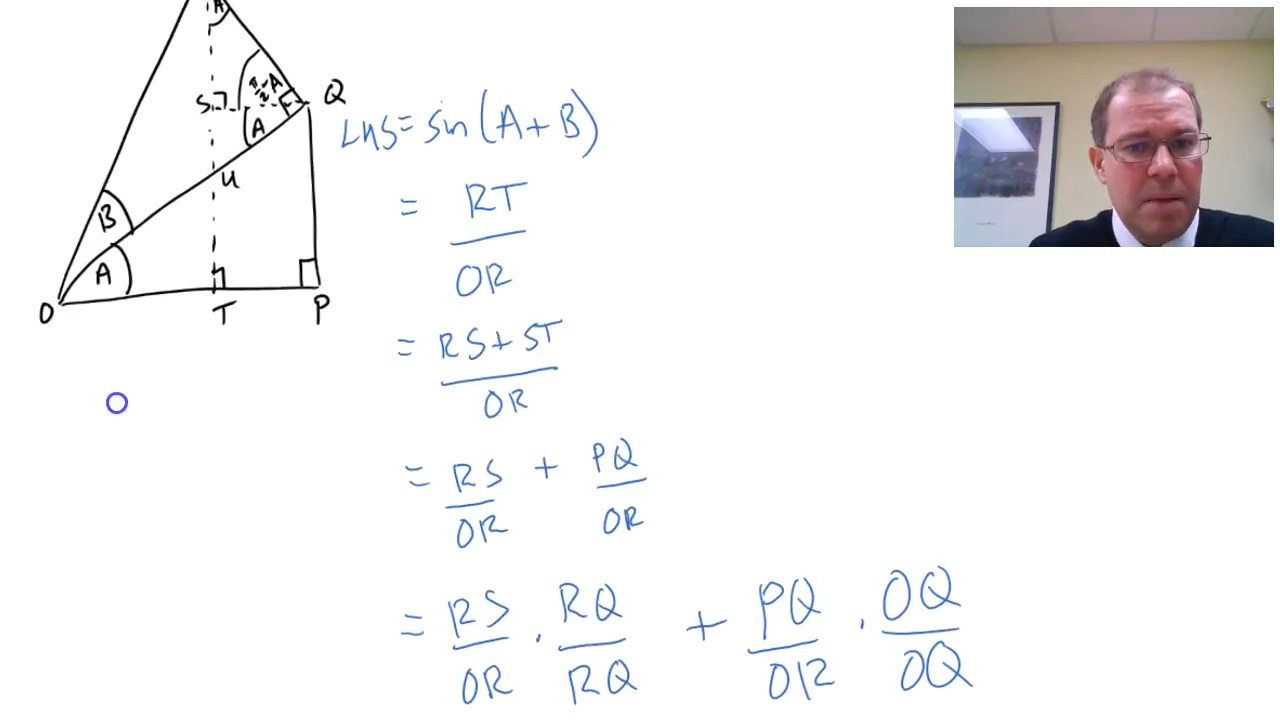 A
S
π/2-A
Q
A
U
B
A
O
T
P
LHS = sin(A+B)
= RT/OR
= RS+ST/OR
= RS/OR + PQ/OR
= RS/OR . RQ/RQ + PQ/OR . OQ/OQ